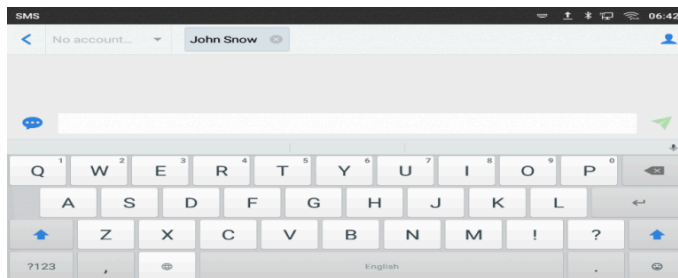 SMS 06:42
No account... John Snow
Q 1 W 2 E 3 R 4 T 5 Y 6 U 7 I 8 O 9 P 0
A S D F G H J K L
Z X C V B N M ! ?
?123 , English .